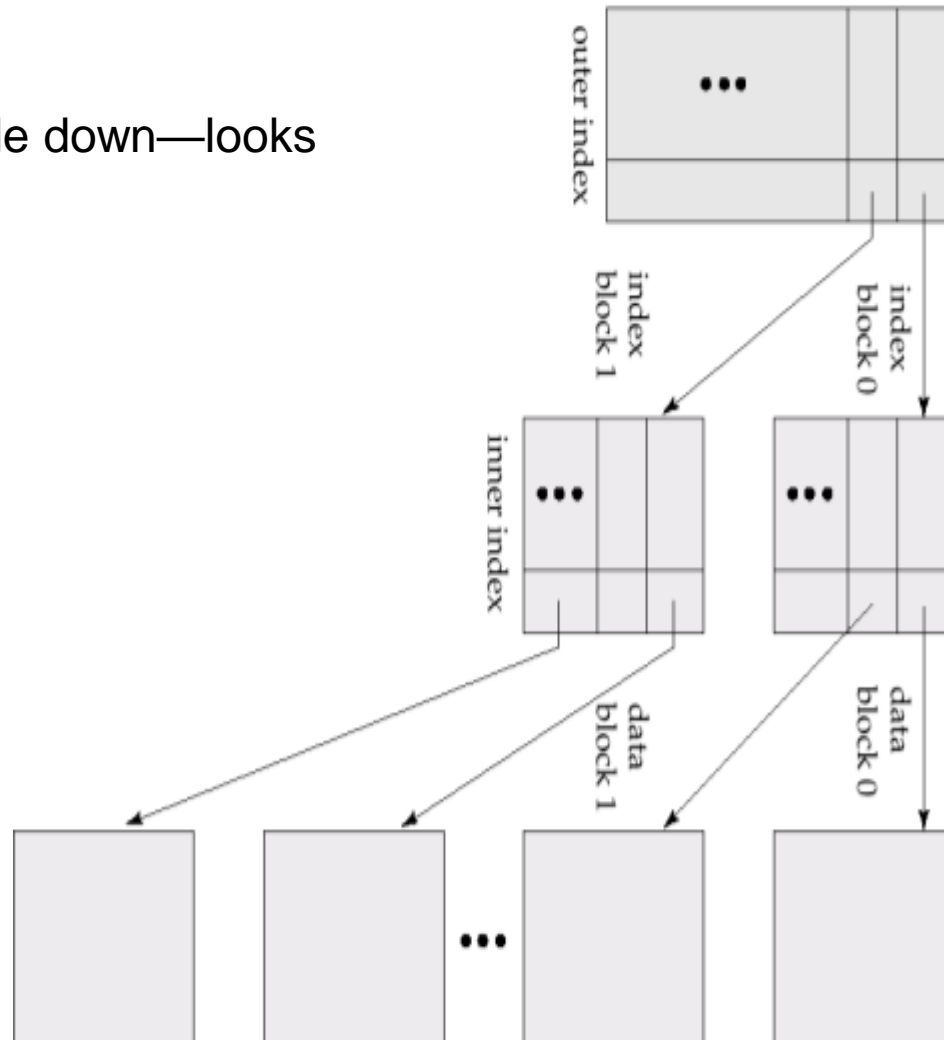 le down—looks
outer index
•••
index
block 1
index
block 0
inner index
•••
•••
data
block 1
data
block 0
•••